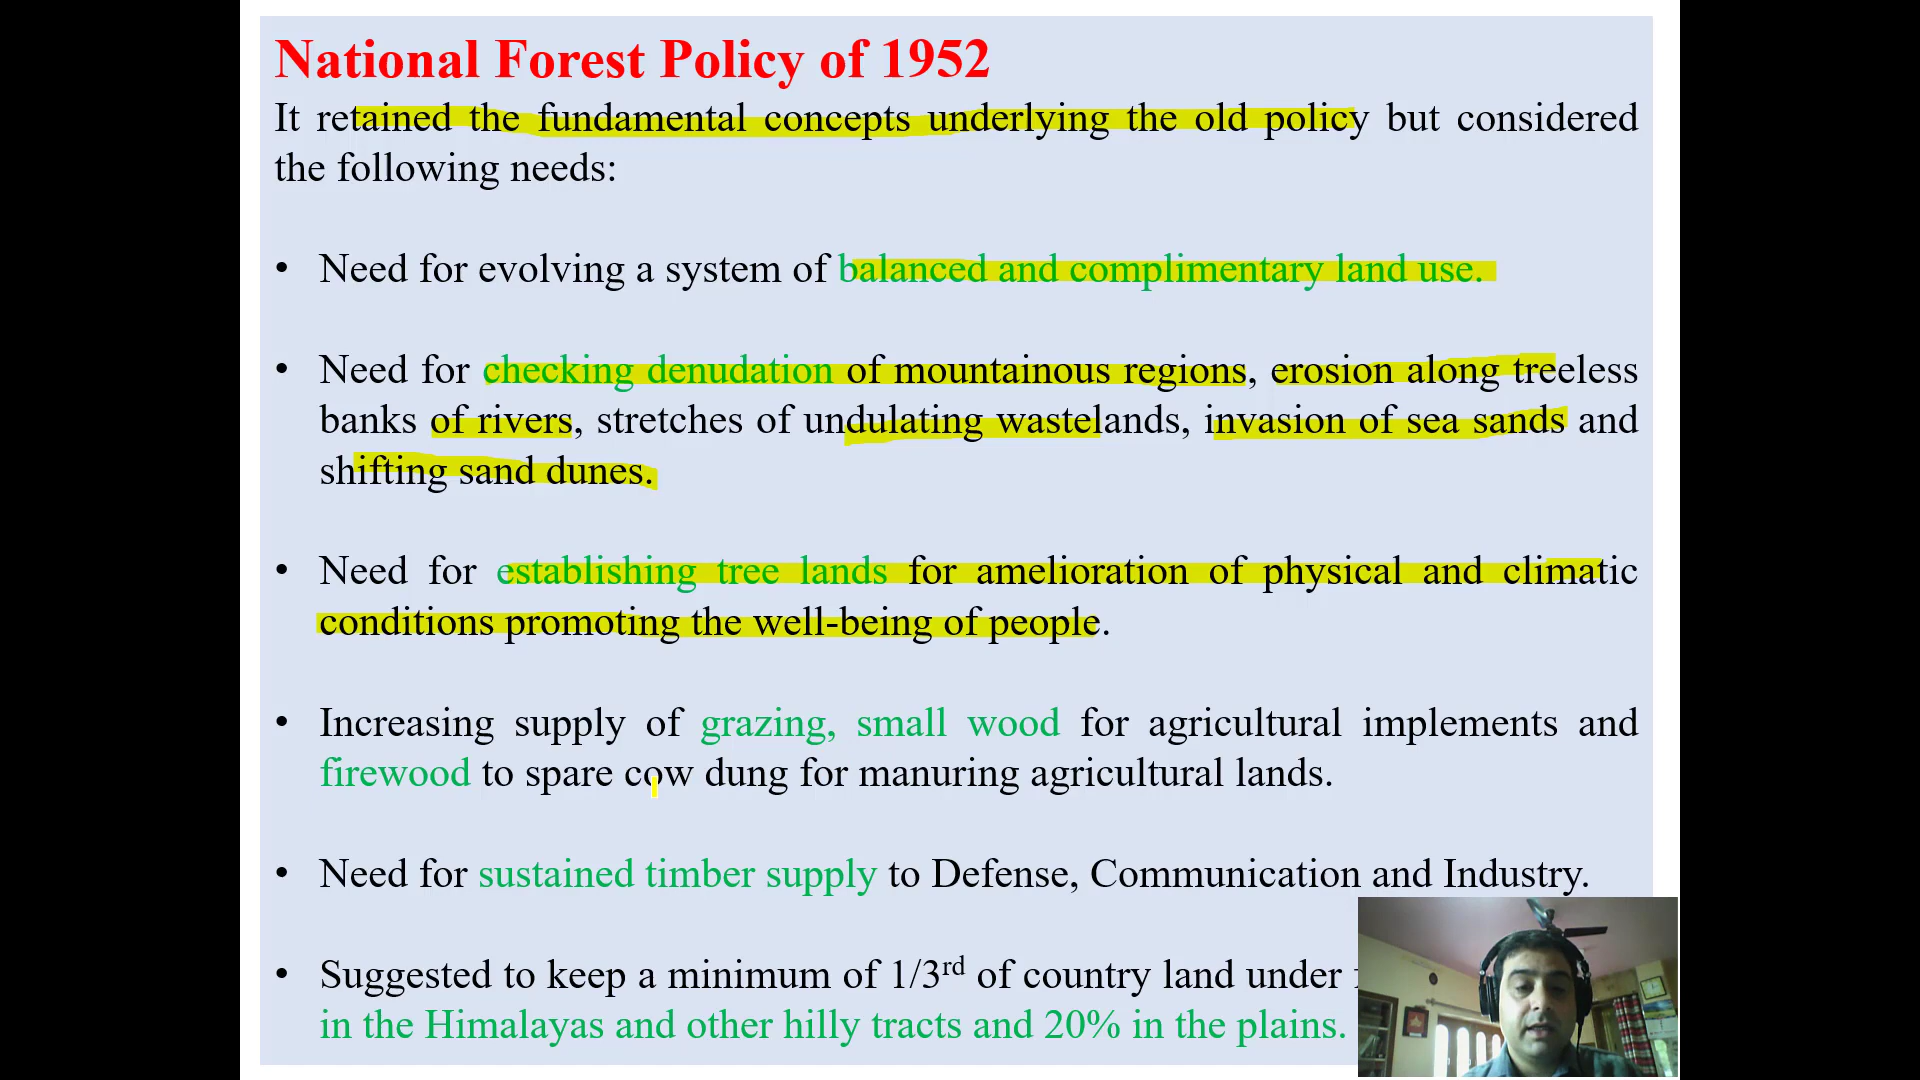 National Forest Policy of 1952
It retained the fundamental concepts underlying the old policy but considered
the following needs:
• Need for evolving a system of balanced and complimentary land use.
• Need for checking denudation of mountainous regions, erosion along treeless
banks of rivers, stretches of undulating wastelands, invasion of sea sands and
shifting sand dunes.
• Need for establishing tree lands for amelioration of physical and climatic
conditions promoting the well-being of people.
• Increasing supply of grazing, small wood for agricultural implements and
firewood to spare cow dung for manuring agricultural lands.
• Need for sustained timber supply to Defense, Communication and Industry.
• Suggested to keep a minimum of 1/3rd of country land under
in the Himalayas and other hilly tracts and 20% in the plains.